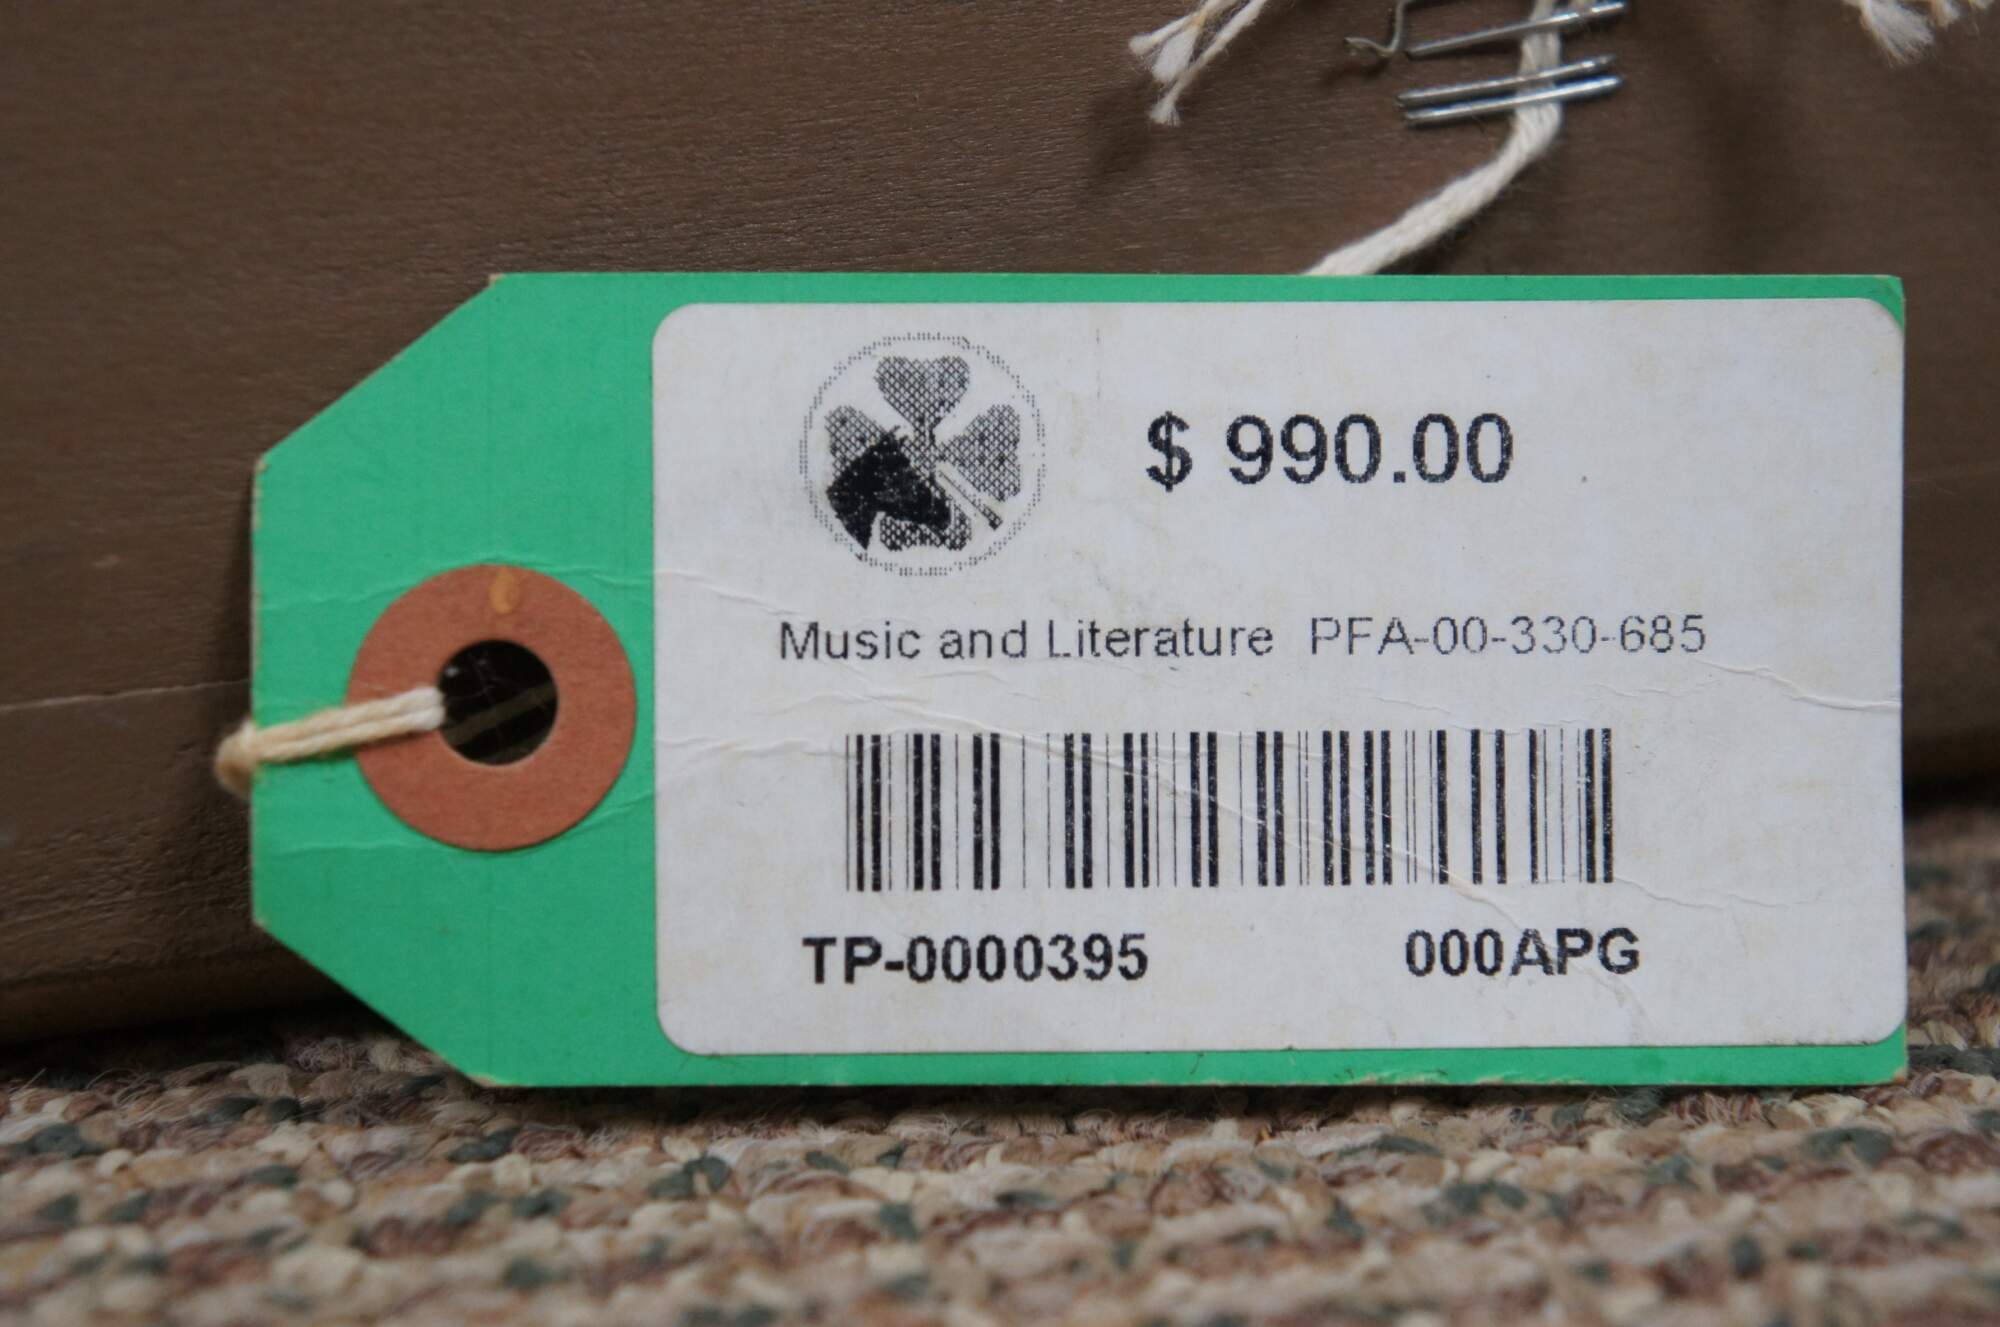 $ 990.00
Music and Literature PFA-00-330-685
TP-0000395 000APG